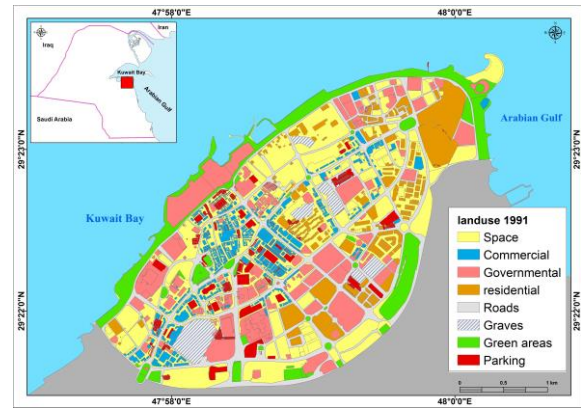 47°58'0"E
48°0'0"E
Iraq
Iran
Kuwait Bay
Arabian Gulf
Saudi Arabia
Arabian Gulf
Kuwait Bay
29°23'0"N
29°23'0"N
29°22'0"N
29°22'0"N
landuse 1991
Space
Commercial
Governmental
residential
Roads
Graves
Green areas
Parking
0
0.5
1 km
47°58'0"E
48°0'0"E